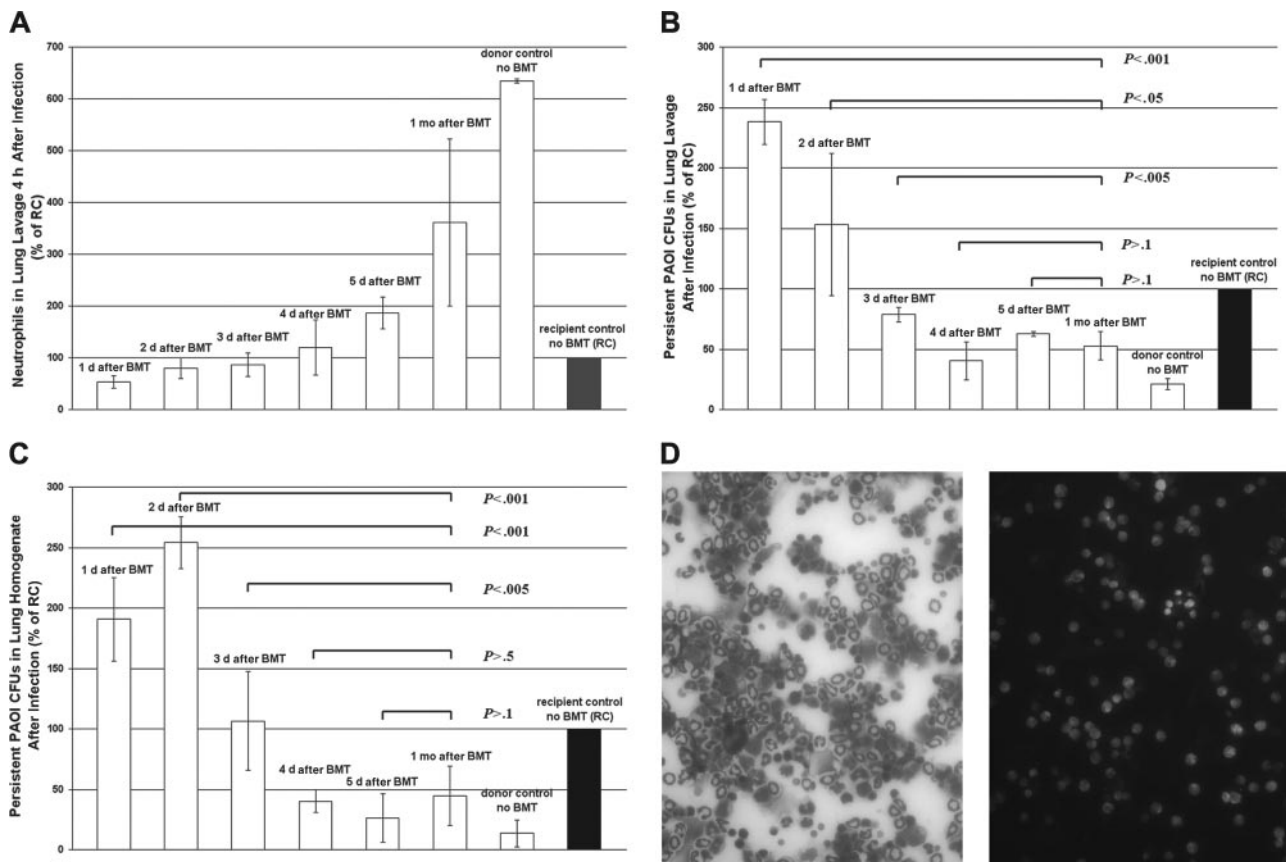 A
Neutrophils in Lung Lavage 4 h After Infection
(% of RC)
700
600
500
400
300
200
100
0
1 d after BMT
2 d after BMT
3 d after BMT
4 d after BMT
5 d after BMT
1 mo after BMT
donor control
no BMT
recipient control
no BMT (RC)
B
Persistent PAOI CFUs in Lung Lavage
After Infection (% of RC)
300
250
200
150
100
50
0
1 d after BMT
2 d after BMT
3 d after BMT
4 d after BMT
5 d after BMT
1 mo after BMT
donor control
no BMT
recipient control
no BMT (RC)
P<.001
P<.05
P<.005
P>.1
P>.1
C
Persistent PAOI CFUs in Lung Homogenate
After Infection (% of RC)
300
250
200
150
100
50
0
1 d after BMT
2 d after BMT
3 d after BMT
4 d after BMT
5 d after BMT
1 mo after BMT
donor control
no BMT
recipient control
no BMT (RC)
P<.001
P<.001
P<.005
P>.5
P>.1
D